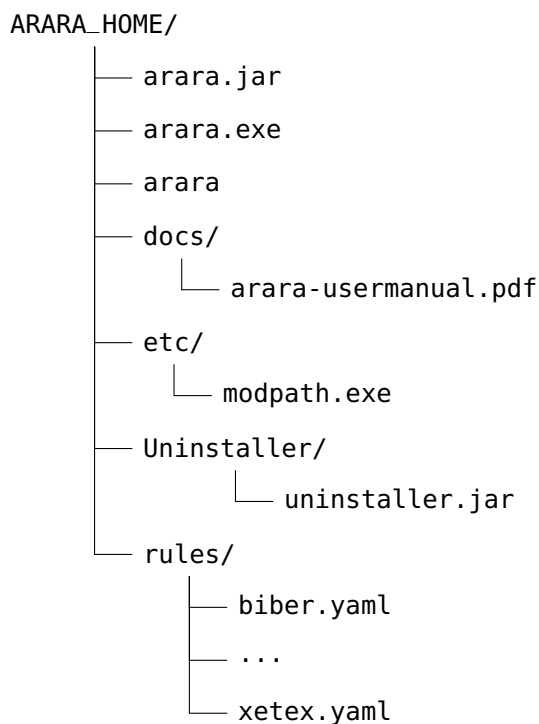 ARARA_HOME/
arara.jar
arara.exe
arara
docs/
arara-usermanual.pdf
etc/
modpath.exe
Uninstaller/
uninstaller.jar
rules/
biber.yaml
...
xetex.yaml